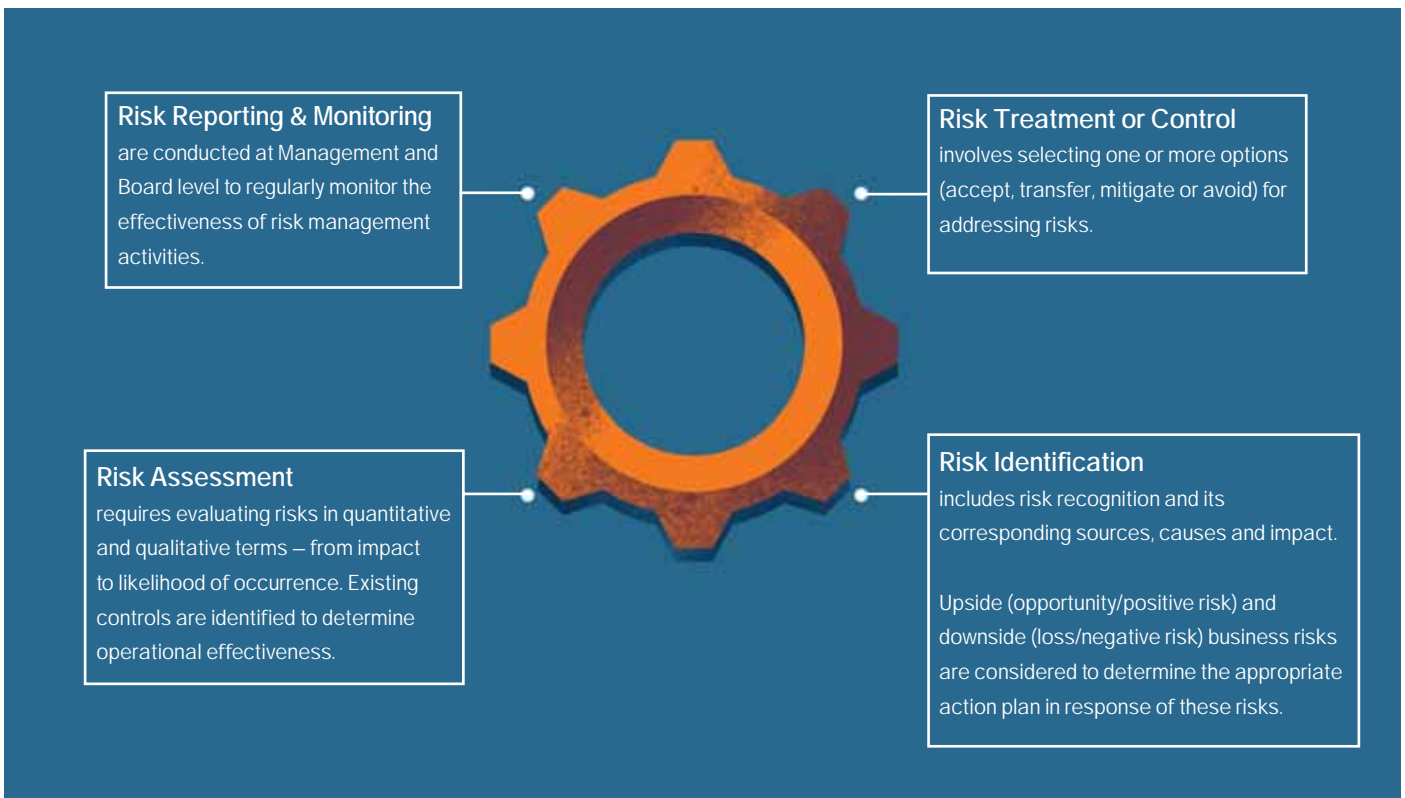 Risk Reporting & Monitoring
are conducted at Management and
Board level to regularly monitor the
effectiveness of risk management
activities.
Risk Treatment or Control
involves selecting one or more options
(accept, transfer, mitigate or avoid) for
addressing risks.
Risk Assessment
requires evaluating risks in quantitative
and qualitative terms – from impact
to likelihood of occurrence. Existing
controls are identified to determine
operational effectiveness.
Risk Identification
includes risk recognition and its
corresponding sources, causes and impact.
Upside (opportunity/positive risk) and
downside (loss/negative risk) business risks
are considered to determine the appropriate
action plan in response of these risks.